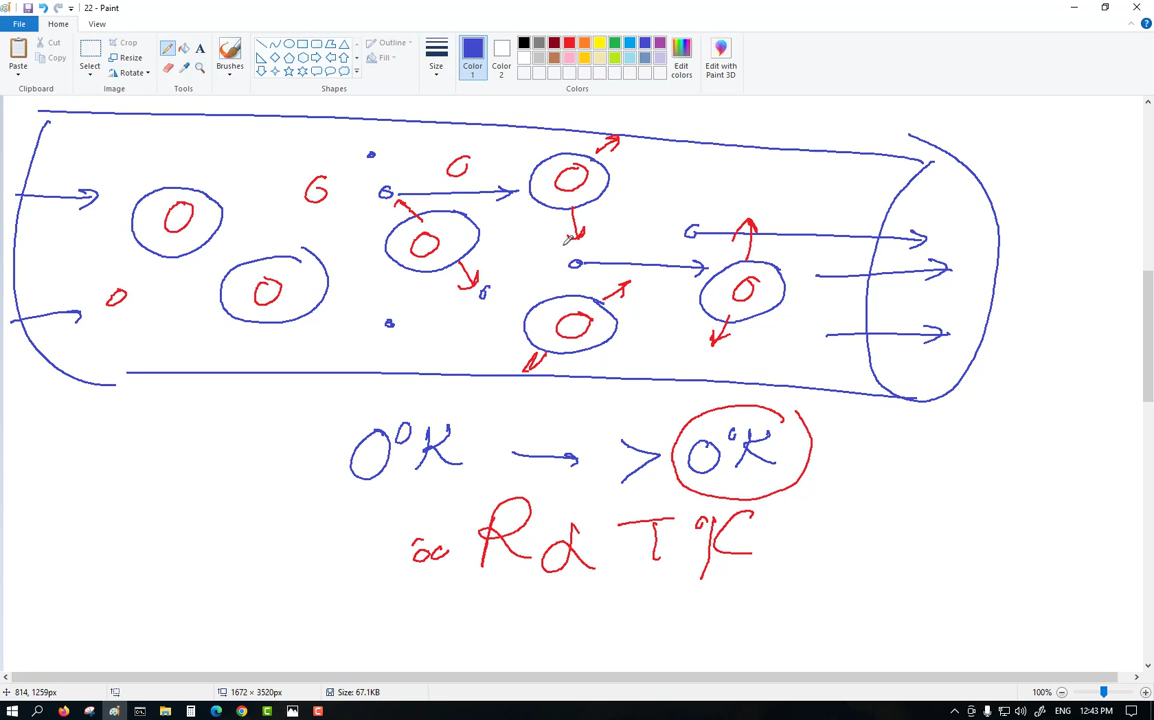 22 - Paint
File Home View
Paste Cut Copy Clipboard
Select Crop Resize Rotate Image
Tools
Brushes
Outline Fill Shapes
Size
Color 1 Color 2 Colors
Edit colors
Edit with Paint 3D
0°K → > 0°K
∞ R α T °K
814, 1259px 1672 × 3520px Size: 67.1KB 100%
ENG 12:43 PM